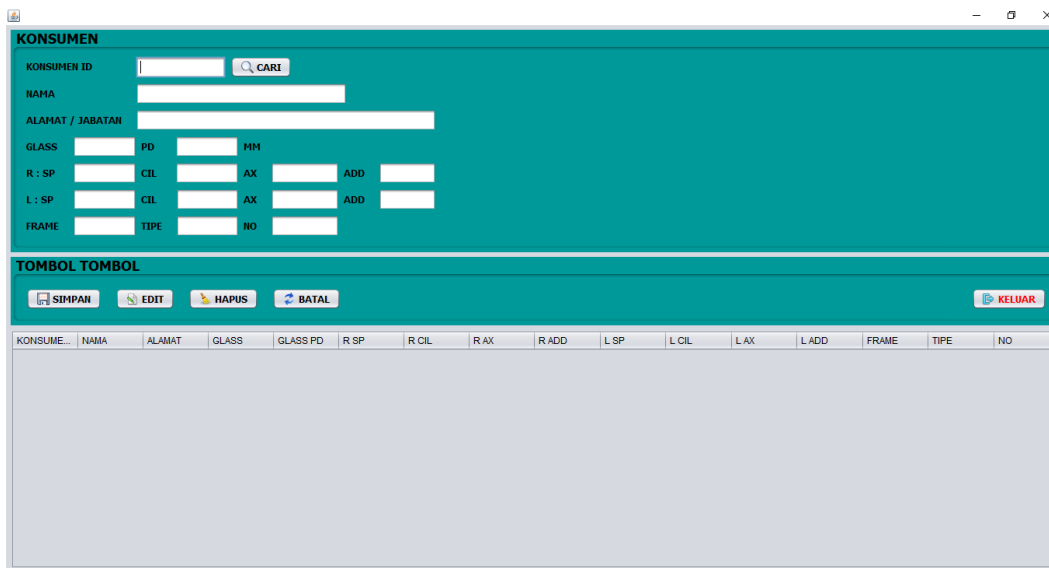 KONSUMEN
KONSUMEN ID CARI
NAMA
ALAMAT / JABATAN
GLASS PD MM
R : SP CIL AX ADD
L : SP CIL AX ADD
FRAME TIPE NO
TOMBOL TOMBOL
SIMPAN EDIT HAPUS BATAL KELUAR
KONSUME... NAMA ALAMAT GLASS GLASS PD R SP R CIL R AX R ADD L SP L CIL L AX L ADD FRAME TIPE NO